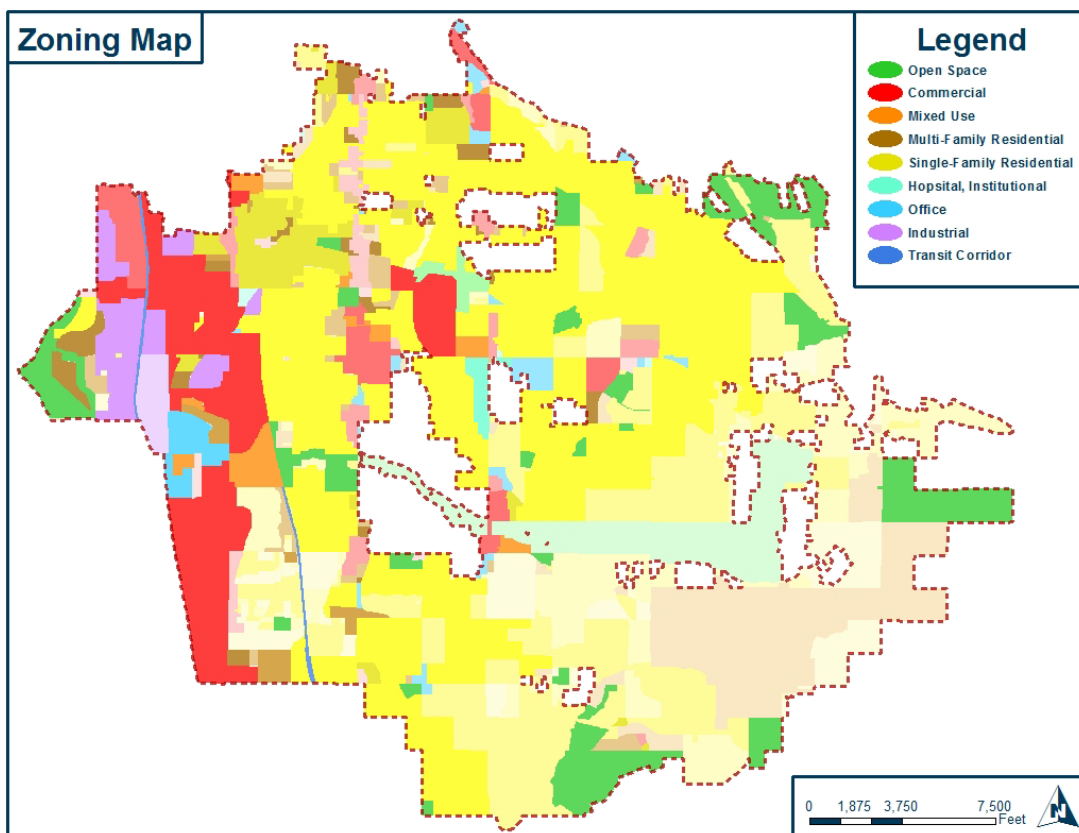 Zoning Map
Legend
Open Space
Commercial
Mixed Use
Multi-Family Residential
Single-Family Residential
Hopsital, Institutional
Office
Industrial
Transit Corridor
0 1,875 3,750 7,500
Feet
N